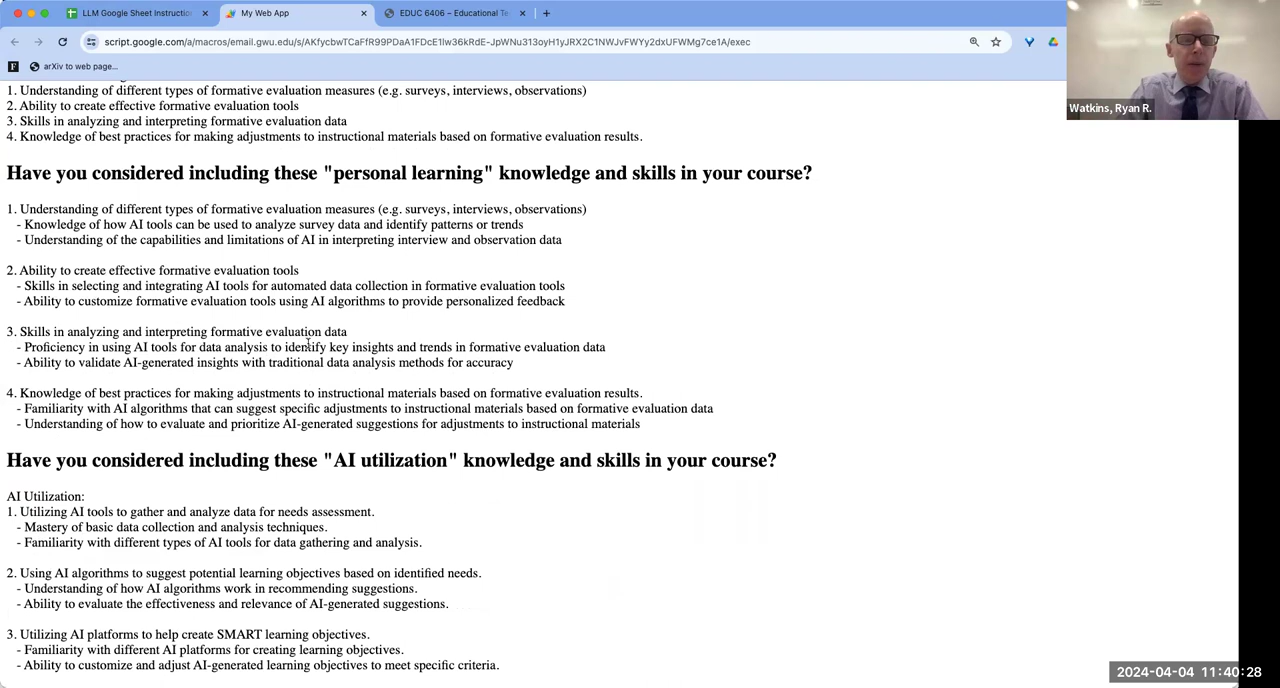 LLM Google Sheet Instructio
My Web App
EDUC 6406 – Educational Te
script.google.com/a/macros/email.gwu.edu/s/AKfycbwTCaFfR99PDaA1FDcE1lw36kRdE-JpWNu313oyH1yJRX2C1NWJvFWYy2dxUFWMg7ce1A/exec
F
arXiv to web page...
Watkins, Ryan R.
1. Understanding of different types of formative evaluation measures (e.g. surveys, interviews, observations)
2. Ability to create effective formative evaluation tools
3. Skills in analyzing and interpreting formative evaluation data
4. Knowledge of best practices for making adjustments to instructional materials based on formative evaluation results.
Have you considered including these "personal learning" knowledge and skills in your course?
1. Understanding of different types of formative evaluation measures (e.g. surveys, interviews, observations)
- Knowledge of how AI tools can be used to analyze survey data and identify patterns or trends
- Understanding of the capabilities and limitations of AI in interpreting interview and observation data
2. Ability to create effective formative evaluation tools
- Skills in selecting and integrating AI tools for automated data collection in formative evaluation tools
- Ability to customize formative evaluation tools using AI algorithms to provide personalized feedback
3. Skills in analyzing and interpreting formative evaluation data
- Proficiency in using AI tools for data analysis to identify key insights and trends in formative evaluation data
- Ability to validate AI-generated insights with traditional data analysis methods for accuracy
4. Knowledge of best practices for making adjustments to instructional materials based on formative evaluation results.
- Familiarity with AI algorithms that can suggest specific adjustments to instructional materials based on formative evaluation data
- Understanding of how to evaluate and prioritize AI-generated suggestions for adjustments to instructional materials
Have you considered including these "AI utilization" knowledge and skills in your course?
AI Utilization:
1. Utilizing AI tools to gather and analyze data for needs assessment.
- Mastery of basic data collection and analysis techniques.
- Familiarity with different types of AI tools for data gathering and analysis.
2. Using AI algorithms to suggest potential learning objectives based on identified needs.
- Understanding of how AI algorithms work in recommending suggestions.
- Ability to evaluate the effectiveness and relevance of AI-generated suggestions.
3. Utilizing AI platforms to help create SMART learning objectives.
- Familiarity with different AI platforms for creating learning objectives.
- Ability to customize and adjust AI-generated learning objectives to meet specific criteria.
2024-04-04 11:40:28